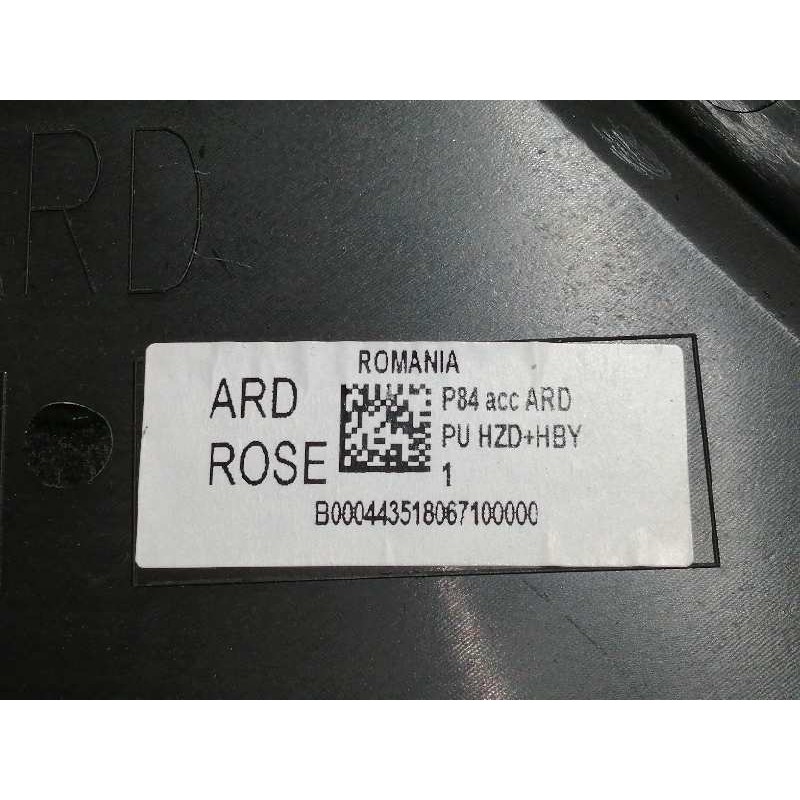 ARD
ROMANIA
ARD
ROSE
P84 acc ARD
PU HZD+HBY
1
B000443518067100000